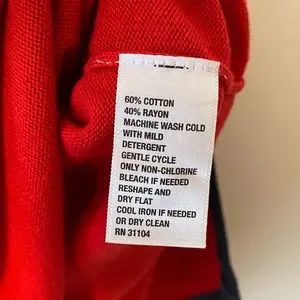 60% COTTON
40% RAYON
MACHINE WASH COLD
WITH MILD
DETERGENT
GENTLE CYCLE
ONLY NON-CHLORINE
BLEACH IF NEEDED
RESHAPE AND
DRY FLAT
COOL IRON IF NEEDED
OR DRY CLEAN
RN 31104